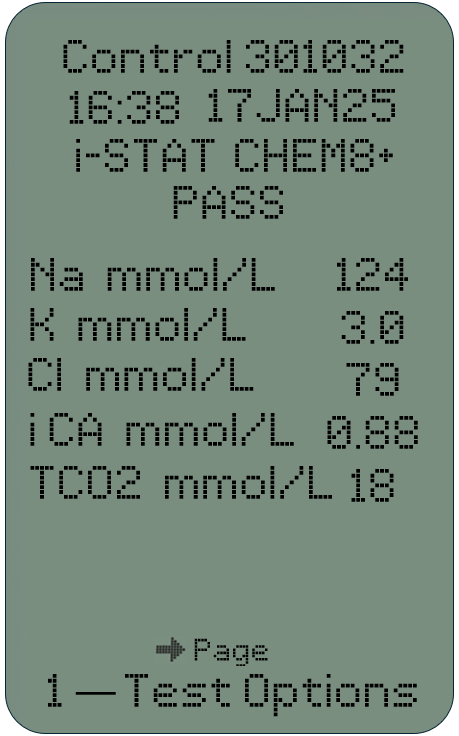 Control 301032
16:38 17JAN25
i-STAT CHEM8+
PASS
Na mmol/L 124
K mmol/L 3.0
Cl mmol/L 79
iCA mmol/L 0.88
TCO2 mmol/L 18
➔ Page
1 — Test Options